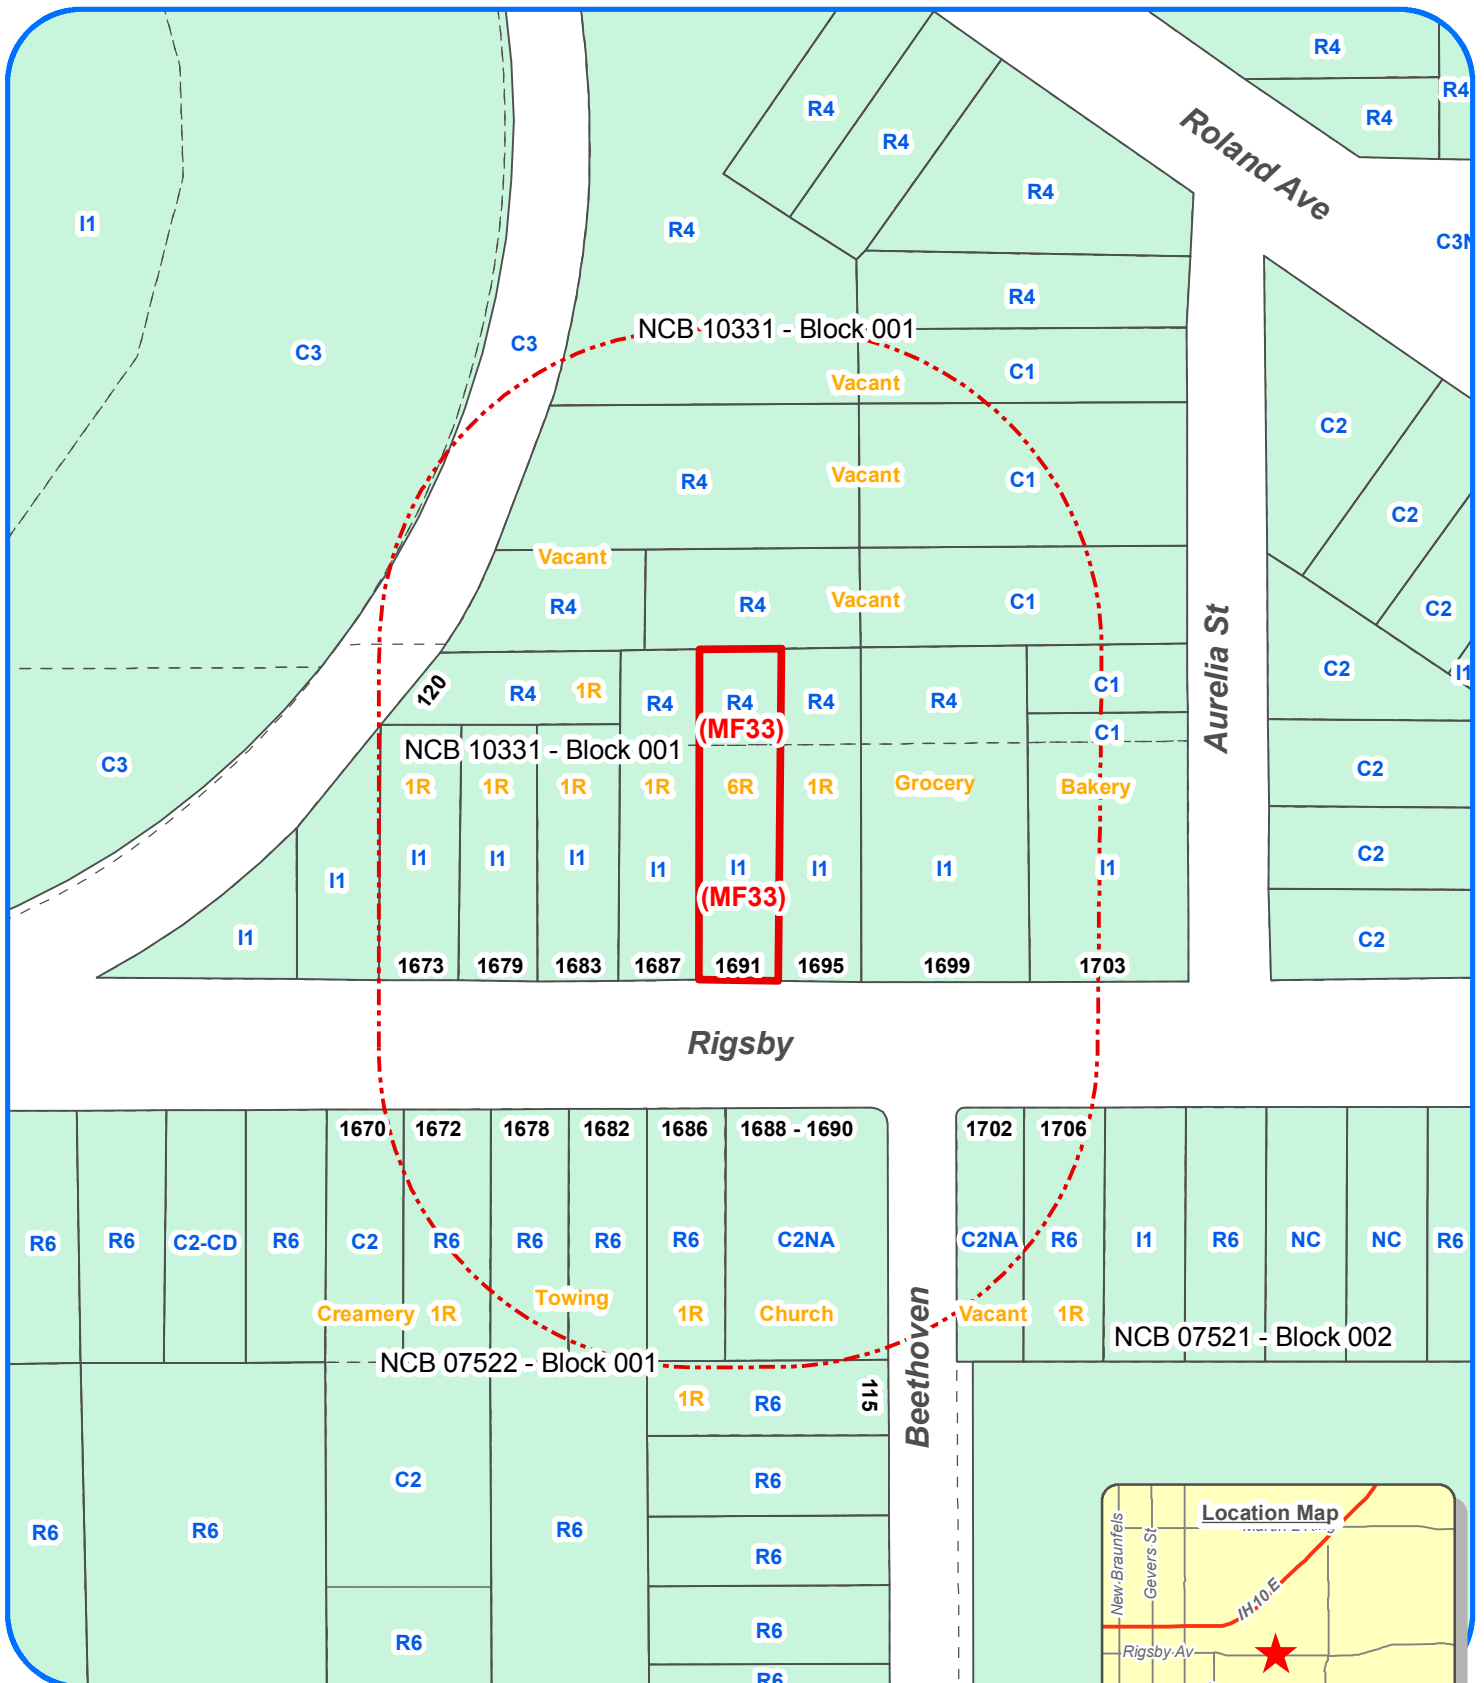 R4
R4
R4
R4
R4
Roland Ave
R4
I1
R4
C3N
R4
NCB 10331 - Block 001
C3
C3
Vacant
C1
C2
R4
Vacant
C1
C2
Vacant
R4
R4
Vacant
C1
C2
Aurelia St
120
R4
1R
R4
R4
(MF33)
R4
R4
C1
C2
I1
C1
NCB 10331 - Block 001
C3
1R
1R
1R
1R
6R
1R
Grocery
Bakery
C2
I1
I1
I1
I1
I1
I1
I1
I1
I1
C2
(MF33)
I1
C2
1673
1679
1683
1687
1691
1695
1699
1703
Rigsby
1670
1672
1678
1682
1686
1688 - 1690
1702
1706
R6
R6
C2-CD
R6
C2
R6
R6
R6
R6
C2NA
C2NA
R6
I1
R6
NC
NC
R6
Creamery
1R
Towing
1R
Church
Vacant
1R
NCB 07522 - Block 001
NCB 07521 - Block 002
Beethoven
1R
R6
115
C2
R6
R6
R6
R6
R6
R6
R6
R6
R6
Location Map
New Braunfels
Gevers St
IH 10 E
Rigsby Av